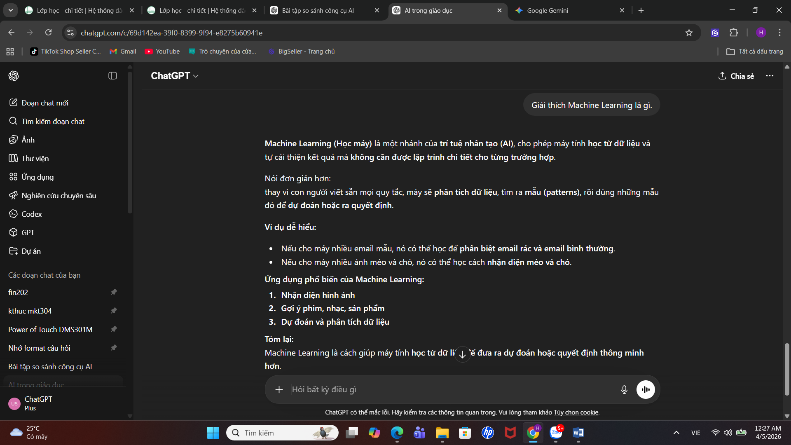 Lớp học - chi tiết | Hệ thống đà
Lớp học - chi tiết | Hệ thống đà
Bài tập so sánh công cụ AI
AI trong giáo dục
Google Gemini
chatgpt.com/c/69d142ea-39f0-8399-9f94-e8275b60941e
TikTok Shop Seller C...
Gmail
YouTube
Trò chuyện của cửa...
BigSeller - Trang chủ
Tất cả dấu trang
ChatGPT
Chia sẻ
Đoạn chat mới
Tìm kiếm đoạn chat
Ảnh
Thư viện
Ứng dụng
Nghiên cứu chuyên sâu
Codex
GPT
Dự án
Các đoạn chat của bạn
fin202
kthuc mkt304
Power of Touch DMS301M
Nhớ format câu hỏi
Bài tập so sánh công cụ AI
AI trong giáo dục
ChatGPT
Plus
Giải thích Machine Learning là gì.
Machine Learning (Học máy) là một nhánh của trí tuệ nhân tạo (AI), cho phép máy tính học từ dữ liệu và
tự cải thiện kết quả mà không cần được lập trình chi tiết cho từng trường hợp.
Nói đơn giản hơn:
thay vì con người viết sẵn mọi quy tắc, máy sẽ phân tích dữ liệu, tìm ra mẫu (patterns), rồi dùng những mẫu
đó để dự đoán hoặc ra quyết định.
Ví dụ dễ hiểu:
• Nếu cho máy nhiều email mẫu, nó có thể học để phân biệt email rác và email bình thường.
• Nếu cho máy nhiều ảnh mèo và chó, nó có thể học cách nhận diện mèo và chó.
Ứng dụng phổ biến của Machine Learning:
1. Nhận diện hình ảnh
2. Gợi ý phim, nhạc, sản phẩm
3. Dự đoán và phân tích dữ liệu
Tóm lại:
Machine Learning là cách giúp máy tính học từ dữ đưa ra dự đoán hoặc quyết định thông minh
hơn.
Hỏi bất kỳ điều gì
ChatGPT có thể mắc lỗi. Hãy kiểm tra các thông tin quan trọng. Vui lòng tham khảo Tùy chọn cookie.
25°C
Có mây
Tìm kiếm
VIE
12:27 AM
4/5/2026